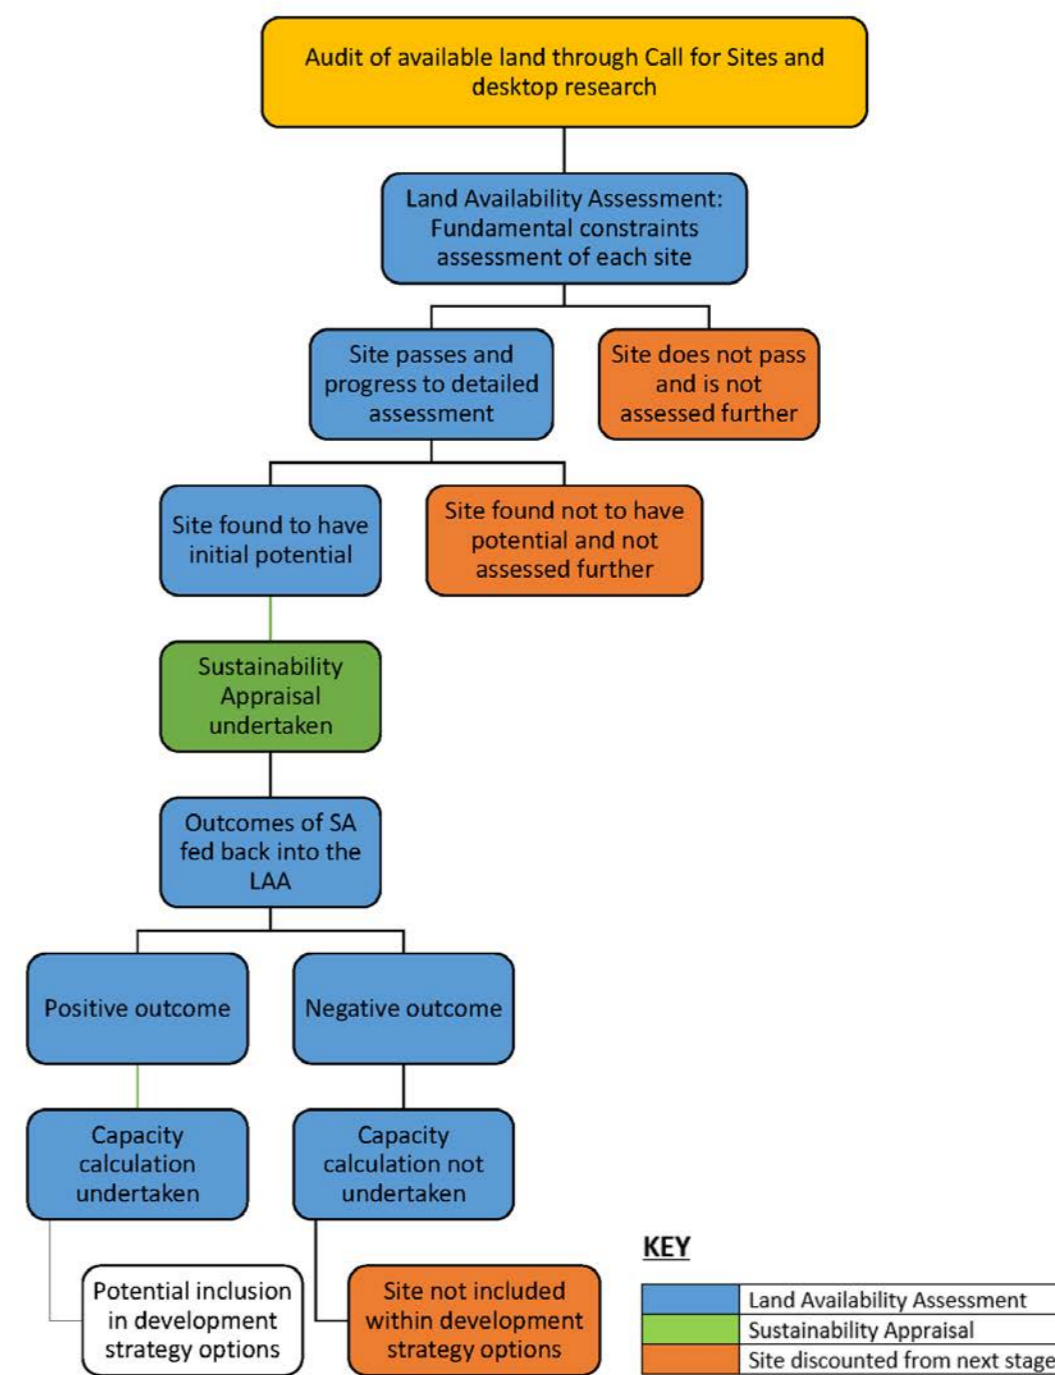 Audit of available land through Call for Sites and
desktop research
Land Availability Assessment:
Fundamental constraints
assessment of each site
Site passes and
progress to detailed
assessment
Site does not pass
and is not
assessed further
Site found to have
initial potential
Site found not to have
potential and not
assessed further
Sustainability
Appraisal
undertaken
Outcomes of SA
fed back into the
LAA
Positive outcome
Negative outcome
Capacity
calculation
undertaken
Capacity
calculation not
undertaken
Potential inclusion
in development
strategy options
Site not included
within development
strategy options
KEY
Land Availability Assessment
Sustainability Appraisal
Site discounted from next stage